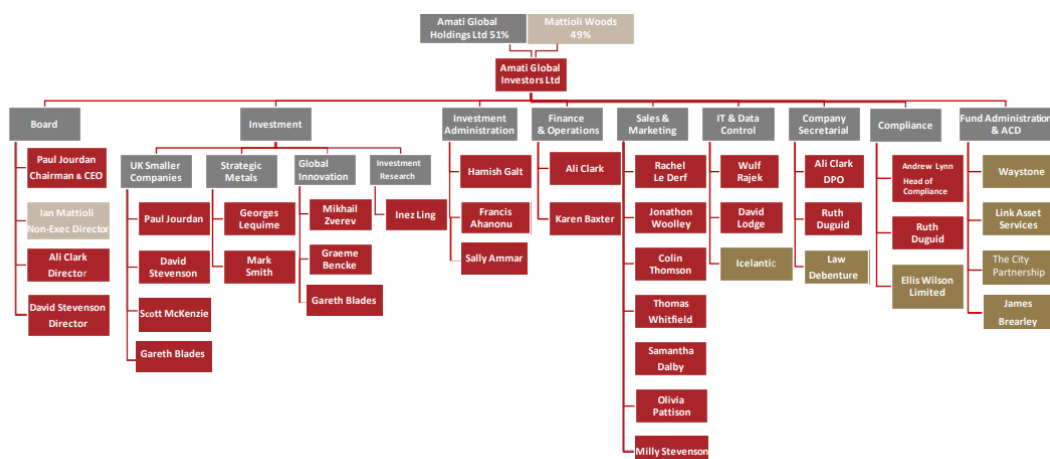 Amati Global
Holdings Ltd 51%
Mattioli Woods
49%
Amati Global
Investors Ltd
Board
Investment
Investment
Administration
Finance
& Operations
Sales &
Marketing
IT & Data
Control
Company
Secretarial
Compliance
Fund Administration
& ACD
Paul Jourdan
Chairman & CEO
Ian Mattioli
Non-Exec Director
Ali Clark
Director
David Stevenson
Director
UK Smaller
Companies
Paul Jourdan
David
Stevenson
Scott McKenzie
Gareth Blades
Strategic
Metals
Georges
Lequime
Mark
Smith
Global
Innovation
Mikhail
Zverev
Graeme
Bencke
Gareth Blades
Investment
Research
Inez Ling
Hamish Galt
Francis
Ahanonu
Sally Ammar
Ali Clark
Karen Baxter
Rachel
Le Derf
Jonathon
Woolley
Colin
Thomson
Thomas
Whitfield
Samantha
Dalby
Olivia
Pattison
Milly Stevenson
Wulf
Rajek
David
Lodge
Icelantic
Ali Clark
DPO
Ruth
Duguid
Law
Debenture
Andrew Lynn
Head of
Compliance
Ruth
Duguid
Ellis Wilson
Limited
Waystone
Link Asset
Services
The City
Partnership
James
Brearley